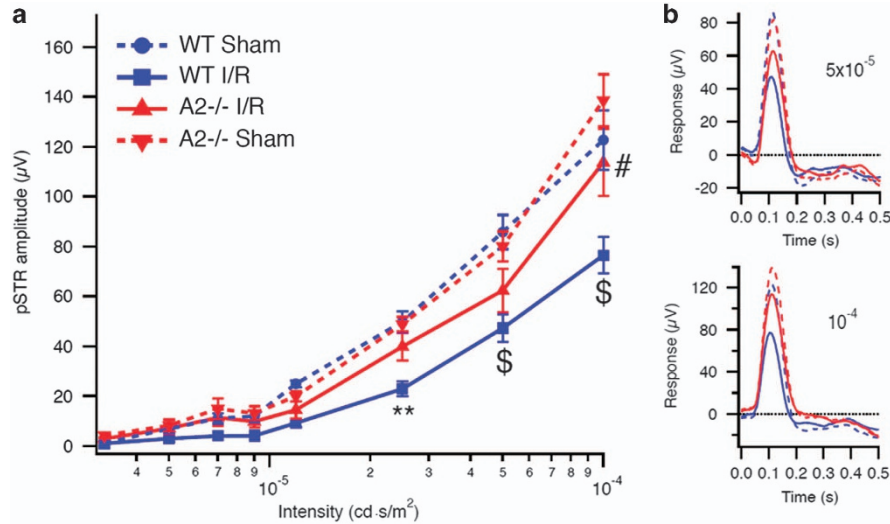 a
160
140
120
100
80
60
40
20
0
pSTR amplitude (µV)
WT Sham
WT I/R
A2-/- I/R
A2-/- Sham
#
$
$
**
4 5 6 7 8 9 10⁻⁵ 2 3 4 5 6 7 8 9 10⁻⁴
Intensity (cd·s/m²)
b
80
60
40
20
0
-20
Response (µV)
5x10⁻⁵
0.0 0.1 0.2 0.3 0.4 0.5
Time (s)
120
80
40
0
Response (µV)
10⁻⁴
0.0 0.1 0.2 0.3 0.4 0.5
Time (s)